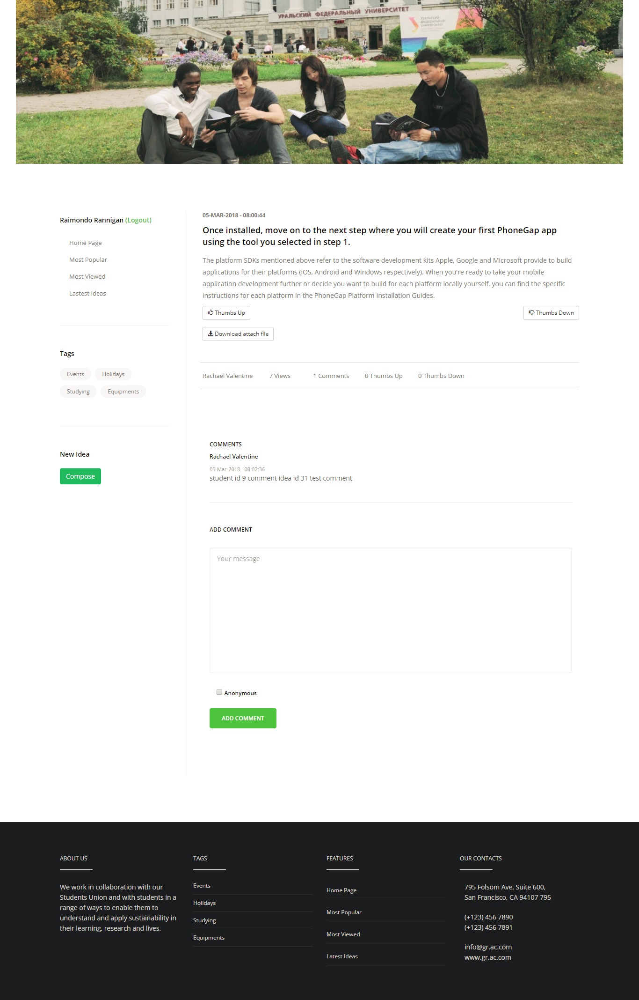 УРАЛЬСКИЙ ФЕДЕРАЛЬНЫЙ УНИВЕРСИТЕТ
Уральский
федеральный
университет
Raimondo Rannigan (Logout)
Home Page
Most Popular
Most Viewed
Lastest Ideas
Tags
Events
Holidays
Studying
Equipments
New Idea
Compose
05-MAR-2018 - 08:00:44
Once installed, move on to the next step where you will create your first PhoneGap app
using the tool you selected in step 1.
The platform SDKs mentioned above refer to the software development kits Apple, Google and Microsoft provide to build
applications for their platforms (iOS, Android and Windows respectively). When you're ready to take your mobile
application development further or decide you want to build for each platform locally yourself, you can find the specific
instructions for each platform in the PhoneGap Platform Installation Guides.
Thumbs Up
Thumbs Down
Download attach file
Rachael Valentine 7 Views 1 Comments 0 Thumbs Up 0 Thumbs Down
COMMENTS
Rachael Valentine
05-Mar-2018 - 08:02:36
student id 9 comment idea id 31 test comment
ADD COMMENT
Your message
Anonymous
ADD COMMENT
ABOUT US
We work in collaboration with our
Students Union and with students in a
range of ways to enable them to
understand and apply sustainability in
their learning, research and lives.
TAGS
Events
Holidays
Studying
Equipments
FEATURES
Home Page
Most Popular
Most Viewed
Latest Ideas
OUR CONTACTS
795 Folsom Ave, Suite 600,
San Francisco, CA 94107 795
(+123) 456 7890
(+123) 456 7891
info@gr.ac.com
www.gr.ac.com